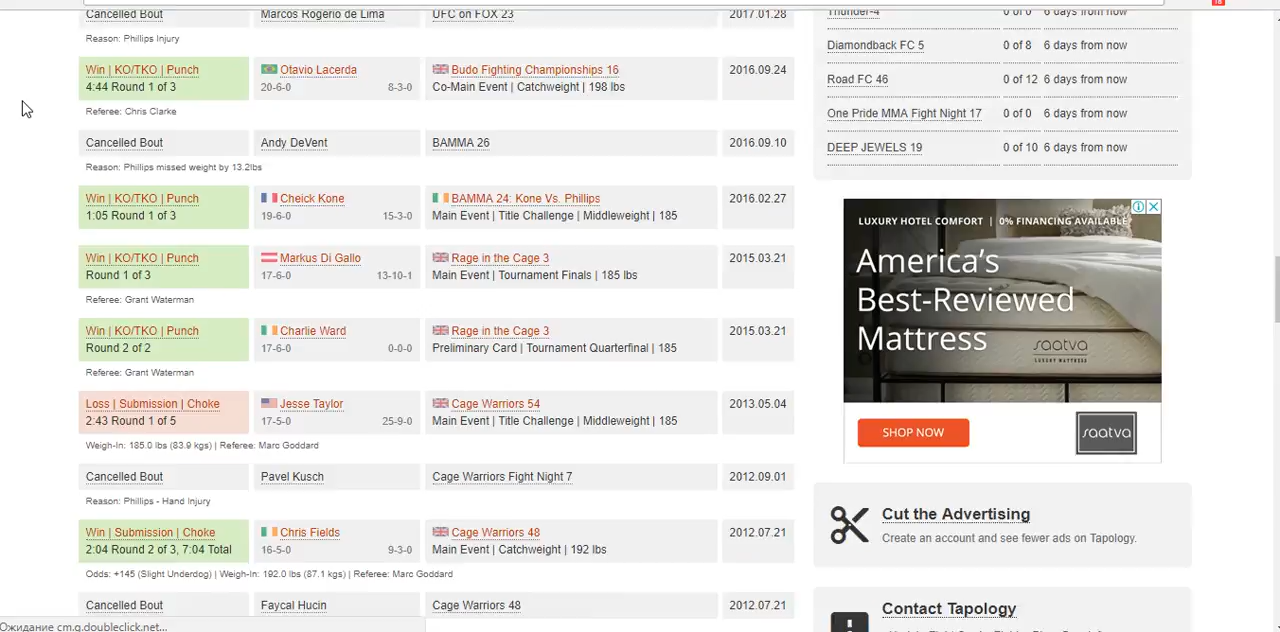 18
Cancelled Bout Marcos Rogerio de Lima UFC on FOX 23 2017.01.28
Reason: Phillips Injury
Win | KO/TKO | Punch Otavio Lacerda Budo Fighting Championships 16 2016.09.24
4:44 Round 1 of 3 20-6-0 8-3-0 Co-Main Event | Catchweight | 198 lbs
Referee: Chris Clarke
Cancelled Bout Andy DeVent BAMMA 26 2016.09.10
Reason: Phillips missed weight by 13.2lbs
Win | KO/TKO | Punch Cheick Kone BAMMA 24: Kone Vs. Phillips 2016.02.27
1:05 Round 1 of 3 19-6-0 15-3-0 Main Event | Title Challenge | Middleweight | 185
Win | KO/TKO | Punch Markus Di Gallo Rage in the Cage 3 2015.03.21
Round 1 of 3 17-6-0 13-10-1 Main Event | Tournament Finals | 185 lbs
Referee: Grant Waterman
Win | KO/TKO | Punch Charlie Ward Rage in the Cage 3 2015.03.21
Round 2 of 2 17-6-0 0-0-0 Preliminary Card | Tournament Quarterfinal | 185
Referee: Grant Waterman
Loss | Submission | Choke Jesse Taylor Cage Warriors 54 2013.05.04
2:43 Round 1 of 5 17-5-0 25-9-0 Main Event | Title Challenge | Middleweight | 185
Weigh-In: 185.0 lbs (83.9 kgs) | Referee: Marc Goddard
Cancelled Bout Pavel Kusch Cage Warriors Fight Night 7 2012.09.01
Reason: Phillips - Hand Injury
Win | Submission | Choke Chris Fields Cage Warriors 48 2012.07.21
2:04 Round 2 of 3, 7:04 Total 16-5-0 9-3-0 Main Event | Catchweight | 192 lbs
Odds: +145 (Slight Underdog) | Weigh-In: 192.0 lbs (87.1 kgs) | Referee: Marc Goddard
Cancelled Bout Faycal Hucin Cage Warriors 48 2012.07.21
Ожидание cm.g.doubleclick.net...
Thunder-4 0 of 0 6 days from now
Diamondback FC 5 0 of 8 6 days from now
Road FC 46 0 of 12 6 days from now
One Pride MMA Fight Night 17 0 of 0 6 days from now
DEEP JEWELS 19 0 of 10 6 days from now
LUXURY HOTEL COMFORT | 0% FINANCING AVAILABLE
America's
Best-Reviewed
Mattress
saatva
LUXURY MATTRESS
SHOP NOW
saatva
Cut the Advertising
Create an account and see fewer ads on Tapology.
Contact Tapology